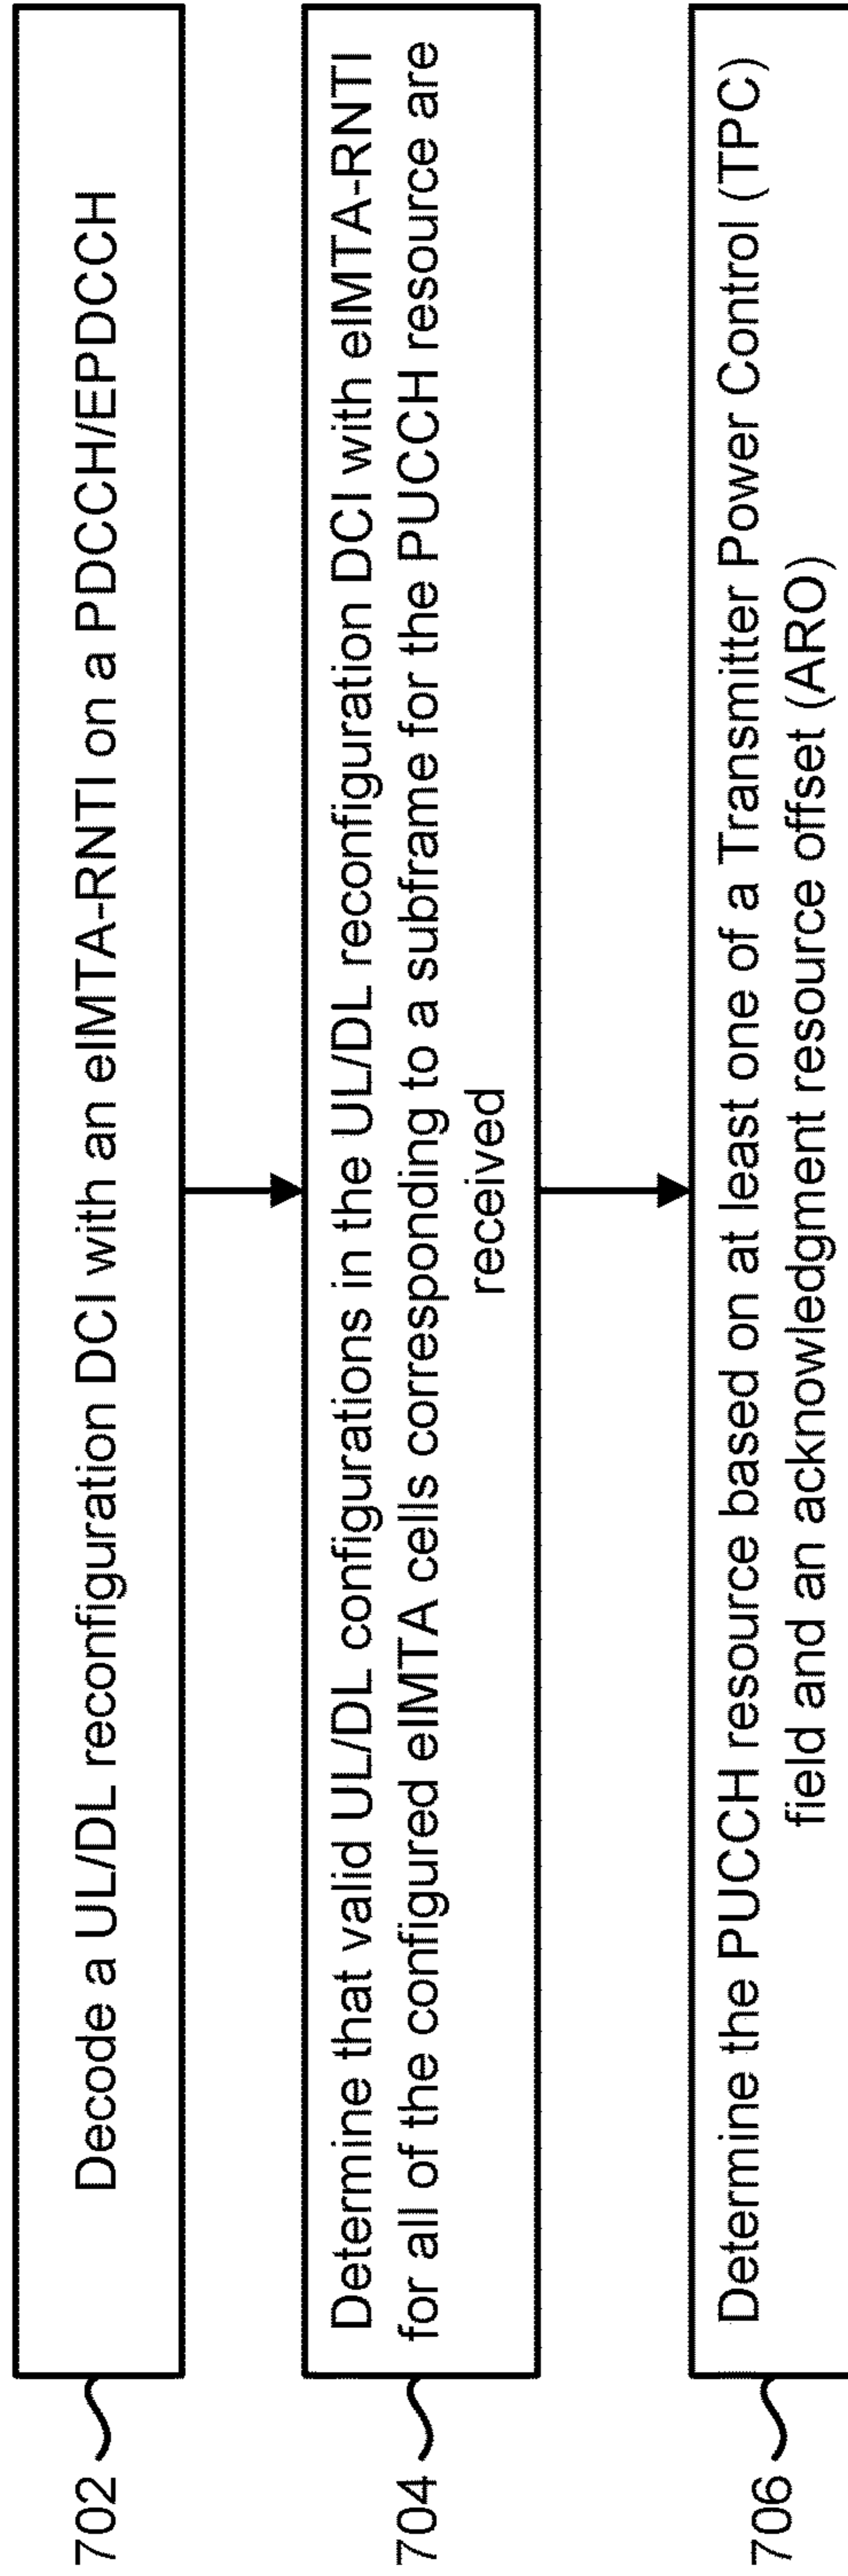 702
Decode a UL/DL reconfiguration DCI with an eIMTA-RNTI on a PDCCH/EPDCCH
704
Determine that valid UL/DL configurations in the UL/DL reconfiguration DCI with eIMTA-RNTI
for all of the configured eIMTA cells corresponding to a subframe for the PUCCH resource are
received
706
Determine the PUCCH resource based on at least one of a Transmitter Power Control (TPC)
field and an acknowledgment resource offset (ARO)